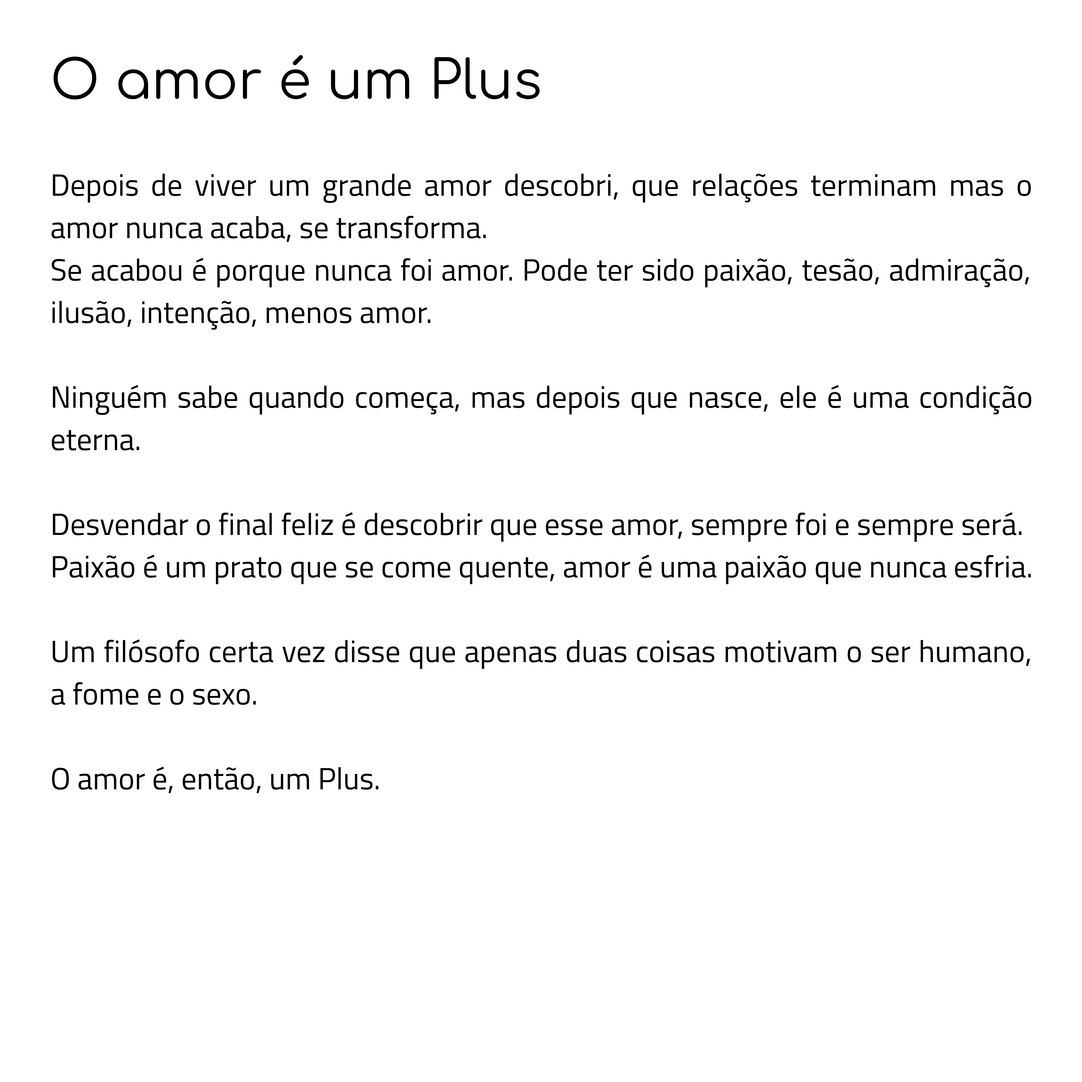 O amor é um Plus
Depois de viver um grande amor descobri, que relações terminam mas o
amor nunca acaba, se transforma.
Se acabou é porque nunca foi amor. Pode ter sido paixão, tesão, admiração,
ilusão, intenção, menos amor.
Ninguém sabe quando começa, mas depois que nasce, ele é uma condição
eterna.
Desvendar o final feliz é descobrir que esse amor, sempre foi e sempre será.
Paixão é um prato que se come quente, amor é uma paixão que nunca esfria.
Um filósofo certa vez disse que apenas duas coisas motivam o ser humano,
a fome e o sexo.
O amor é, então, um Plus.